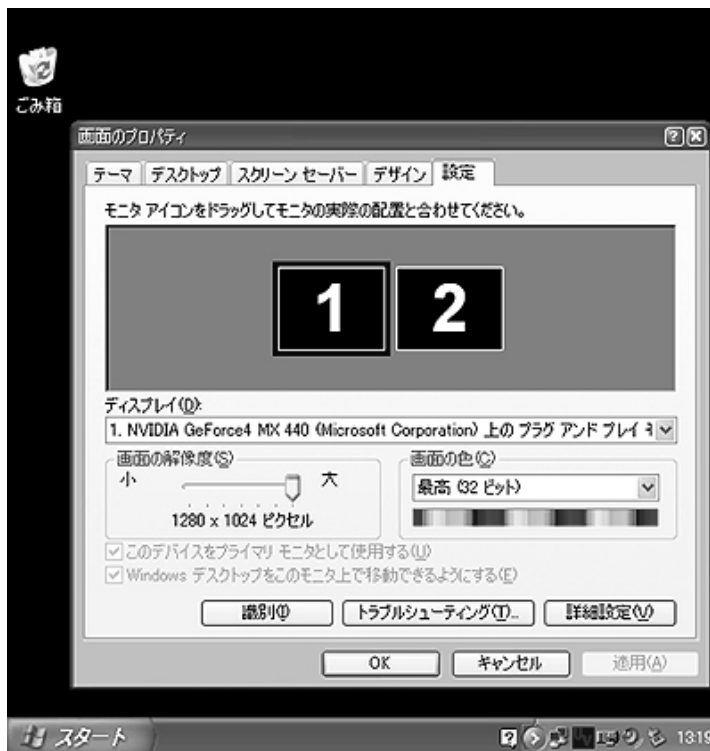 ごみ箱
画面のプロパティ
テーマ デスクトップ スクリーン セーバー デザイン 設定
モニタ アイコンをドラッグしてモニタの実際の配置と合わせてください。
1 2
ディスプレイ(D):
1. NVIDIA GeForce4 MX 440 (Microsoft Corporation) 上の プラグ アンド プレイ モ
画面の解像度(S)
小 大
1280 x 1024 ピクセル
画面の色(C)
最高 (32 ビット)
このデバイスをプライマリ モニタとして使用する(U)
Windows デスクトップをこのモニタ上で移動できるようにする(E)
識別(I) トラブルシューティング(T)... 詳細設定(V)
OK キャンセル 適用(A)
スタート
13:19